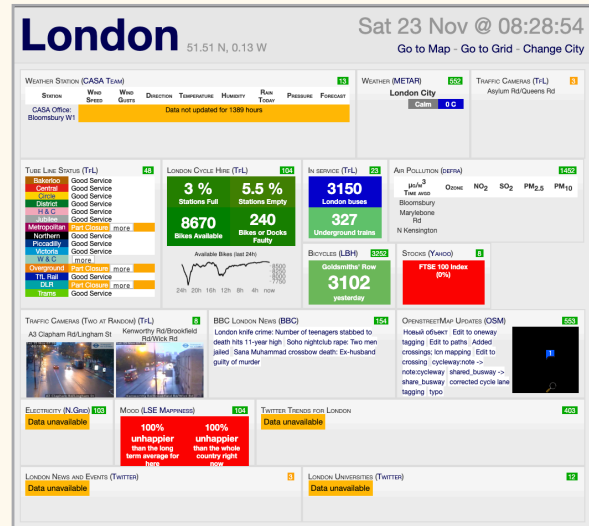 London
51.51 N, 0.13 W
Sat 23 Nov @ 08:28:54
Go to Map - Go to Grid - Change City
Weather Station (CASA Team)
13
Station
Wind Speed
Wind Gusts
Direction
Temperature
Humidity
Rain Today
Pressure
Forecast
CASA Office:
Bloomsbury W1
Data not updated for 1389 hours
Weather (METAR)
552
London City
Calm
0 C
Traffic Cameras (TfL)
3
Asylum Rd/Queens Rd
Tube Line Status (TfL)
48
Bakerloo Good Service
Central Good Service
Circle Good Service
District Good Service
H & C Good Service
Jubilee Good Service
Metropolitan Part Closure more
Northern Good Service
Piccadilly Good Service
Victoria Good Service
W & C more
Overground Part Closure more
TfL Rail Good Service
DLR Part Closure more
Trams Good Service
London Cycle Hire (TfL)
104
3 %
Stations Full
5.5 %
Stations Empty
8670
Bikes Available
240
Bikes or Docks
Faulty
Available Bikes (last 24h)
8500
8250
8000
7750
24h 20h 16h 12h 8h 4h now
In service (TfL)
23
3150
London buses
327
Underground trains
Air Pollution (defra)
1452
µg/m3
Time avgd
Ozone
NO2
SO2
PM2.5
PM10
Bloomsbury
Marylebone
Rd
N Kensington
Bicycles (LBH)
3252
Goldsmiths' Row
3102
yesterday
Stocks (Yahoo)
8
FTSE 100 Index
(0%)
Traffic Cameras (Two at Random) (TfL)
8
A3 Clapham Rd/Lingham St
Kenworthy Rd/Brookfield
Rd/Wick Rd
BBC London News (BBC)
154
London knife crime: Number of teenagers stabbed to
death hits 11-year high Soho nightclub rape: Two men
jailed Sana Muhammad crossbow death: Ex-husband
guilty of murder
OpenstreetMap Updates (OSM)
553
Новый объект Edit to oneway
tagging Edit to paths Added
crossings; lcn mapping Edit to
crossing cycleway:note ->
note:cycleway shared_busway ->
share_busway corrected cycle lane
tagging typo
1
Electricity (N.Grid)
103
Data unavailable
Mood (LSE Mappiness)
104
100%
unhappier
than the long
term average for
here
100%
unhappier
than the whole
country right
now
Twitter Trends for London
403
Data unavailable
London News and Events (Twitter)
3
Data unavailable
London Universities (Twitter)
12
Data unavailable